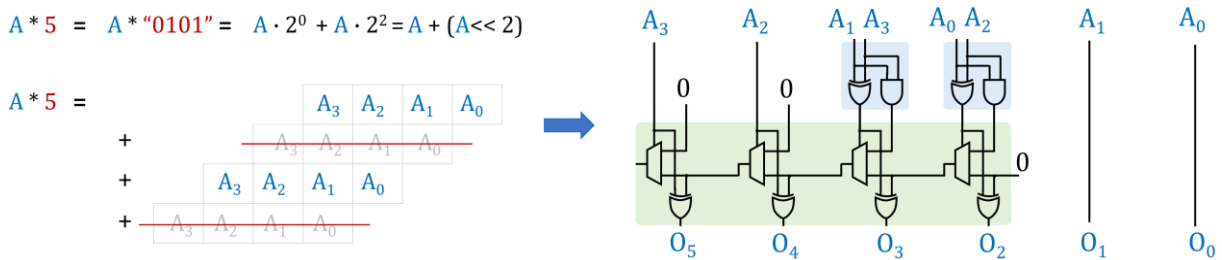 A * 5 = A * “0101” = A · 2⁰ + A · 2² = A + (A<< 2)
A * 5 =
A₃ A₂ A₁ A₀
+ A₃ A₂ A₁ A₀
+ A₃ A₂ A₁ A₀
+ A₃ A₂ A₁ A₀
A₃ A₂ A₁ A₃ A₀ A₂ A₁ A₀
0 0
0
O₅ O₄ O₃ O₂ O₁ O₀